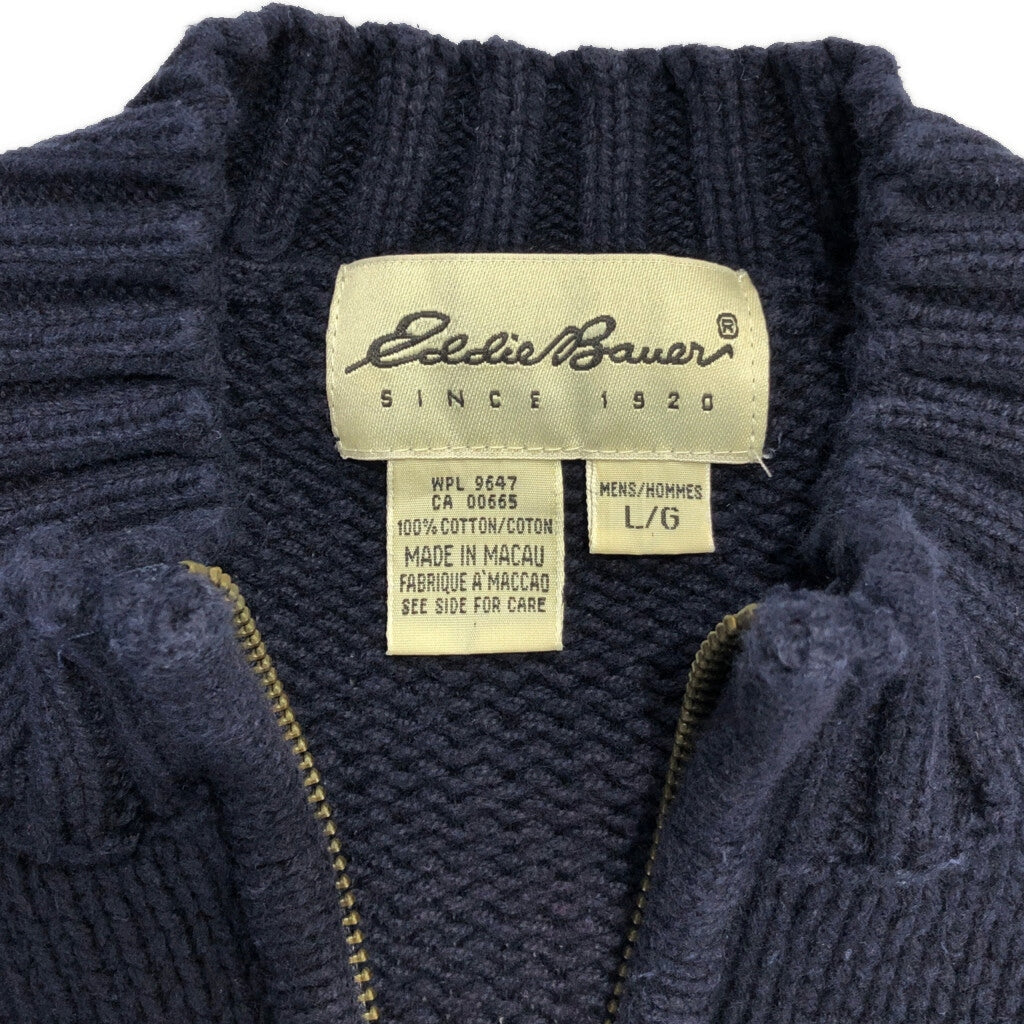 Eddie Bauer®
SINCE 1920
WPL 9647
CA 00665
100% COTTON/COTON
MADE IN MACAU
FABRIQUE A'MACCAO
SEE SIDE FOR CARE
MENS/HOMMES
L/G